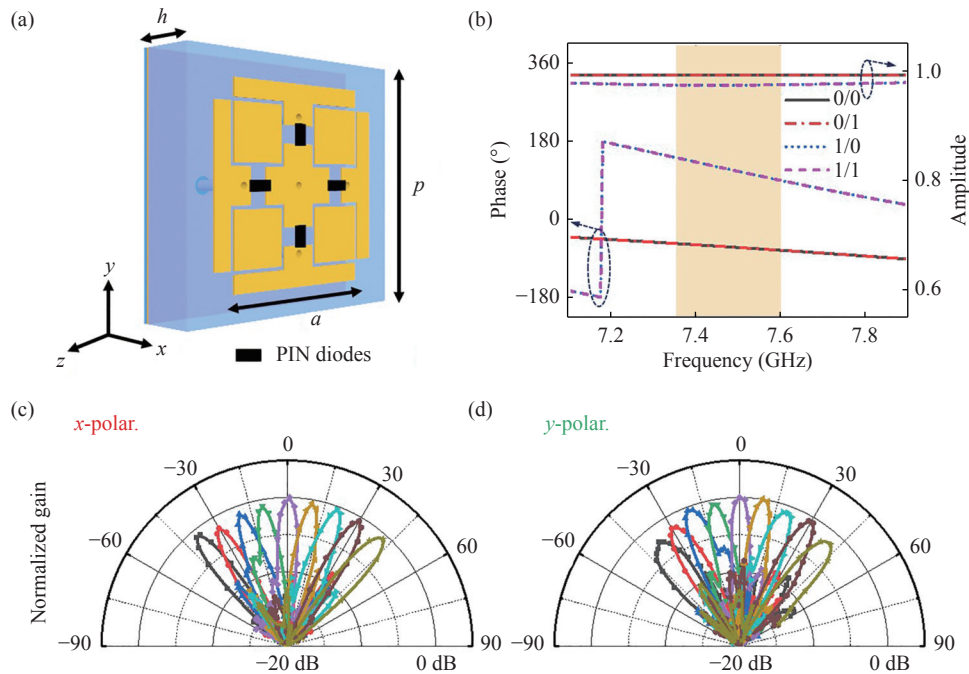 (a)
h
p
a
y
z
x
PIN diodes
(b)
360
180
0
−180
Phase (°)
1.0
0.8
0.6
Amplitude
0/0
0/1
1/0
1/1
7.2 7.4 7.6 7.8
Frequency (GHz)
(c)
x-polar.
Normalized gain
−90
−60
−30
0
30
60
90
−20 dB
0 dB
(d)
y-polar.
−90
−60
−30
0
30
60
90
−20 dB
0 dB